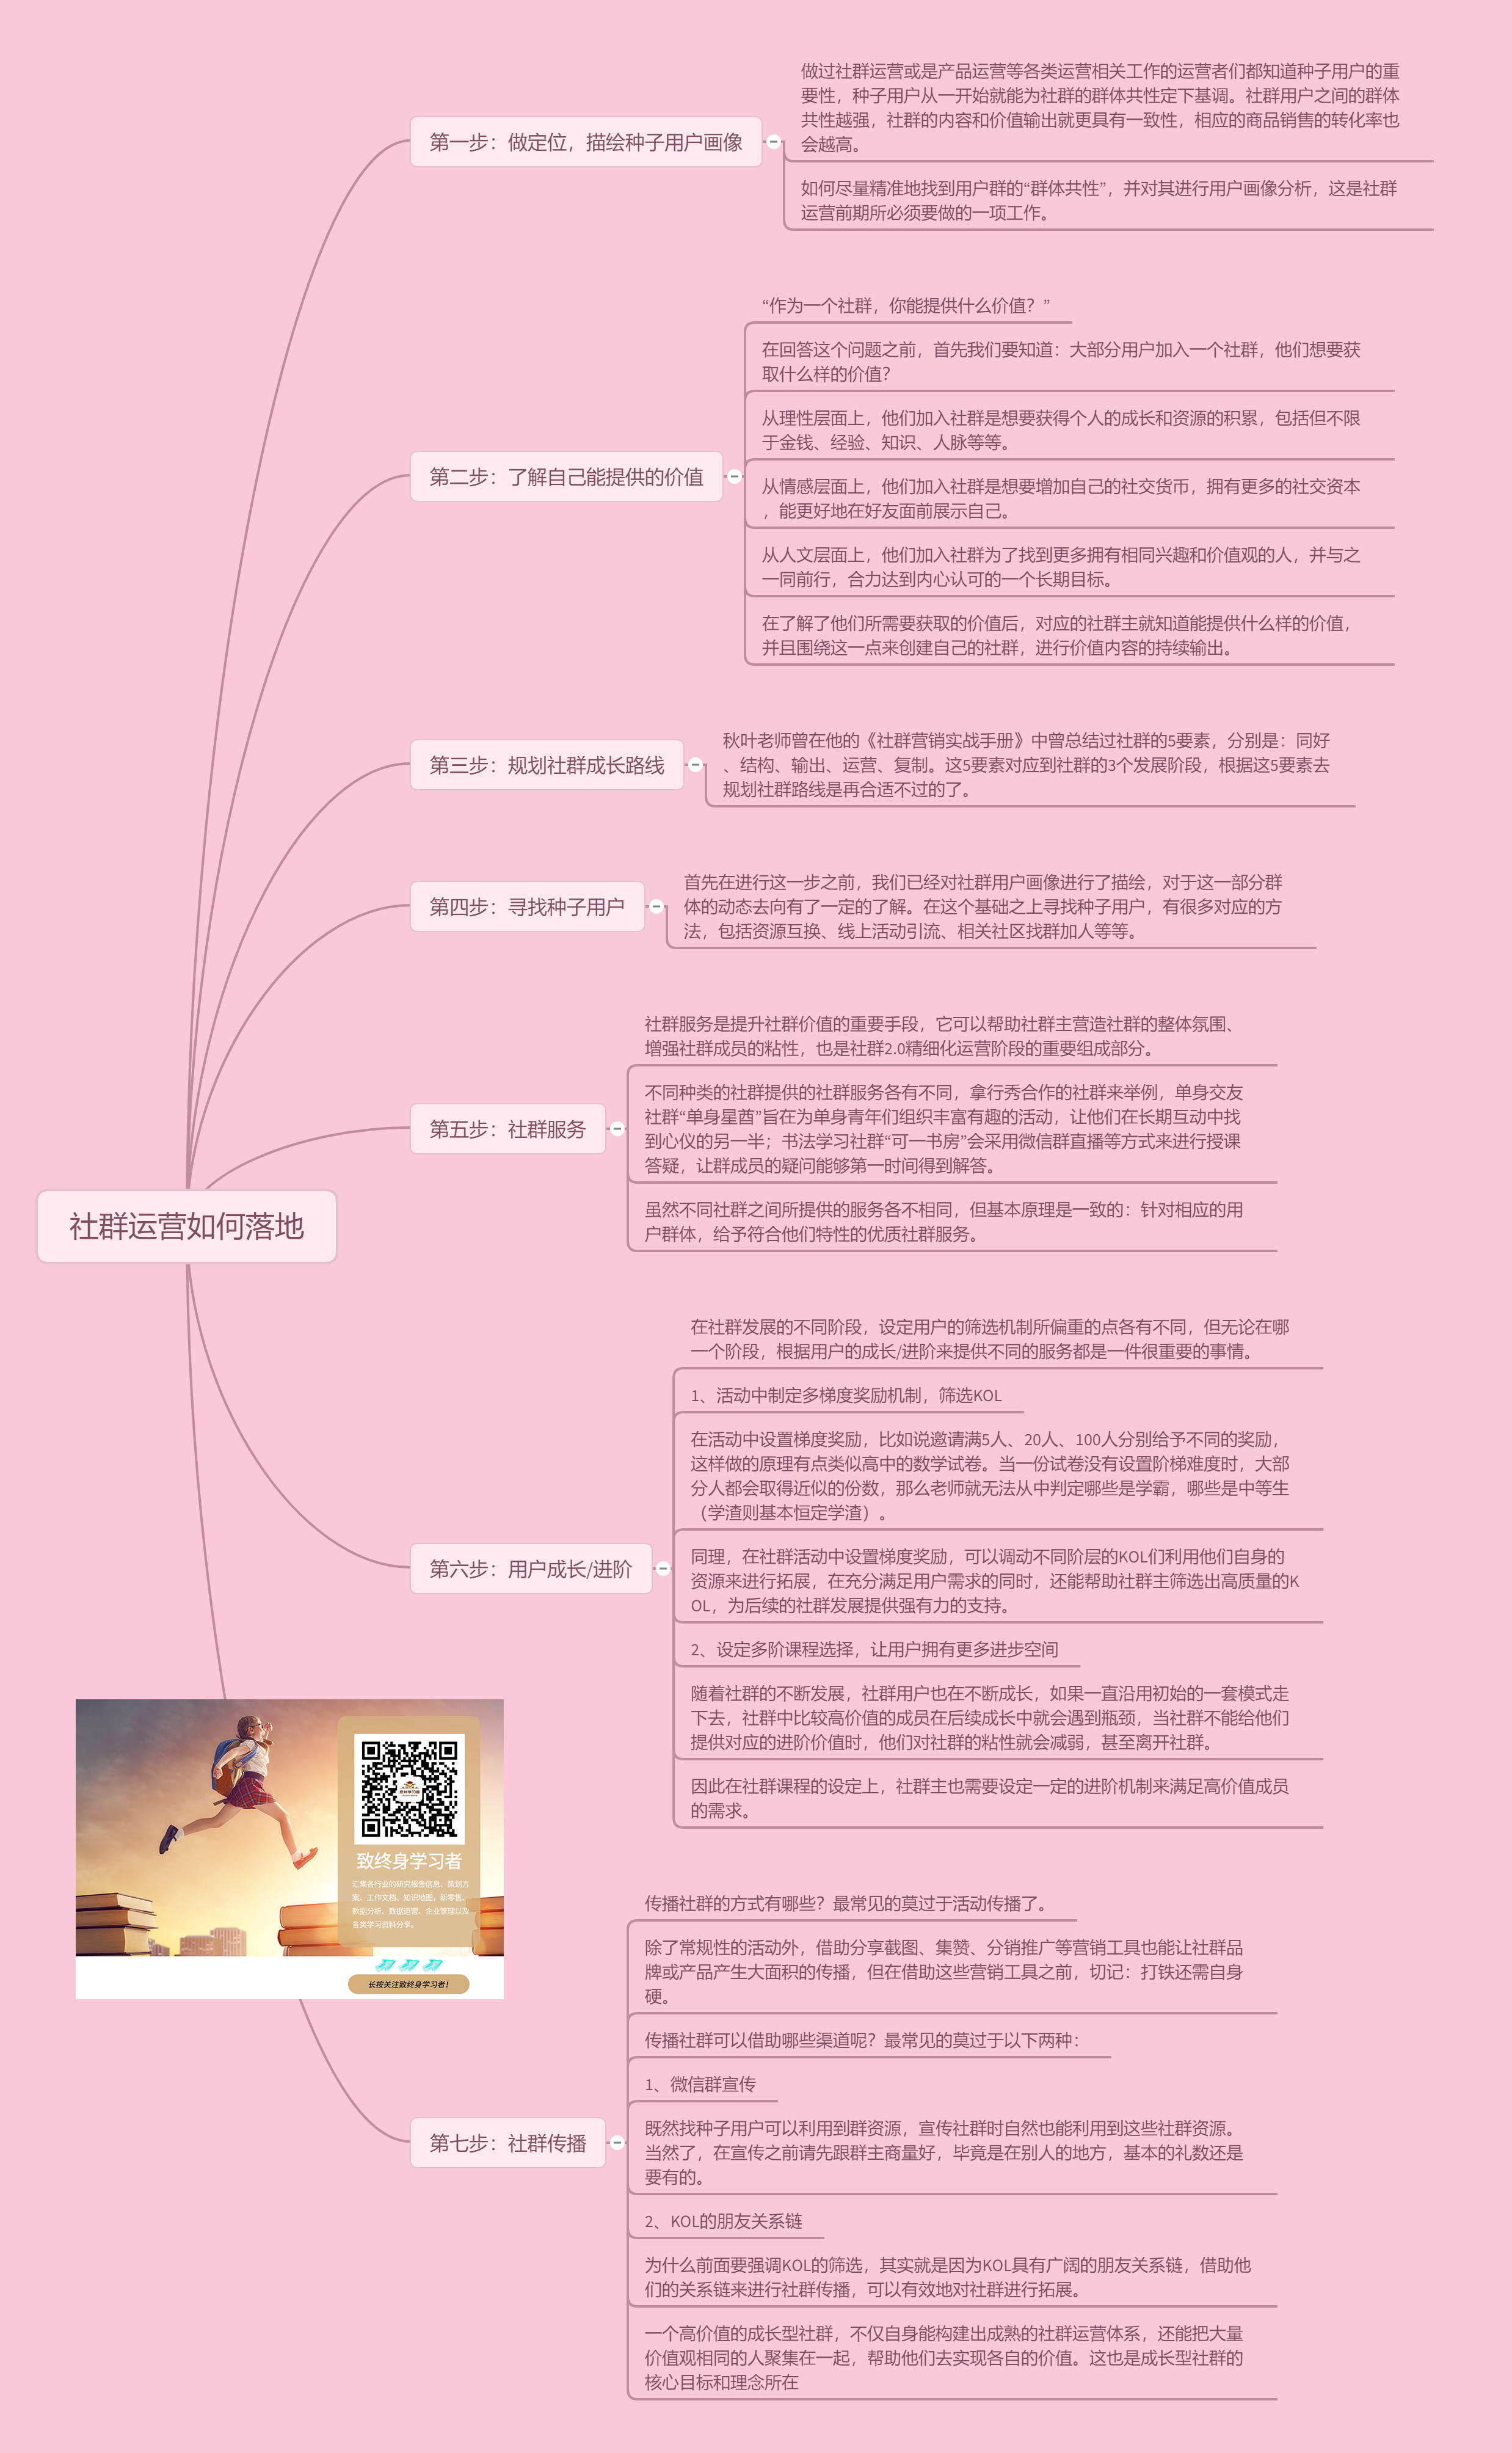 社群运营如何落地
第一步：做定位，描绘种子用户画像
做过社群运营或是产品运营等各类运营相关工作的运营者们都知道种子用户的重
要性，种子用户从一开始就能为社群的群体共性定下基调。社群用户之间的群体
共性越强，社群的内容和价值输出就更具有一致性，相应的商品销售的转化率也
会越高。
如何尽量精准地找到用户群的“群体共性”，并对其进行用户画像分析，这是社群
运营前期所必须要做的一项工作。
第二步：了解自己能提供的价值
“作为一个社群，你能提供什么价值？”
在回答这个问题之前，首先我们要知道：大部分用户加入一个社群，他们想要获
取什么样的价值？
从理性层面上，他们加入社群是想要获得个人的成长和资源的积累，包括但不限
于金钱、经验、知识、人脉等等。
从情感层面上，他们加入社群是想要增加自己的社交货币，拥有更多的社交资本
，能更好地在好友面前展示自己。
从人文层面上，他们加入社群为了找到更多拥有相同兴趣和价值观的人，并与之
一同前行，合力达到内心认可的一个长期目标。
在了解了他们所需要获取的价值后，对应的社群主就知道能提供什么样的价值，
并且围绕这一点来创建自己的社群，进行价值内容的持续输出。
第三步：规划社群成长路线
秋叶老师曾在他的《社群营销实战手册》中曾总结过社群的5要素，分别是：同好
、结构、输出、运营、复制。这5要素对应到社群的3个发展阶段，根据这5要素去
规划社群路线是再合适不过的了。
第四步：寻找种子用户
首先在进行这一步之前，我们已经对社群用户画像进行了描绘，对于这一部分群
体的动态去向有了一定的了解。在这个基础之上寻找种子用户，有很多对应的方
法，包括资源互换、线上活动引流、相关社区找群加人等等。
第五步：社群服务
社群服务是提升社群价值的重要手段，它可以帮助社群主营造社群的整体氛围、
增强社群成员的粘性，也是社群2.0精细化运营阶段的重要组成部分。
不同种类的社群提供的社群服务各有不同，拿行秀合作的社群来举例，单身交友
社群“单身星酋”旨在为单身青年们组织丰富有趣的活动，让他们在长期互动中找
到心仪的另一半；书法学习社群“可一书房”会采用微信群直播等方式来进行授课
答疑，让群成员的疑问能够第一时间得到解答。
虽然不同社群之间所提供的服务各不相同，但基本原理是一致的：针对相应的用
户群体，给予符合他们特性的优质社群服务。
第六步：用户成长/进阶
在社群发展的不同阶段，设定用户的筛选机制所偏重的点各有不同，但无论在哪
一个阶段，根据用户的成长/进阶来提供不同的服务都是一件很重要的事情。
1、活动中制定多梯度奖励机制，筛选KOL
在活动中设置梯度奖励，比如说邀请满5人、20人、100人分别给予不同的奖励，
这样做的原理有点类似高中的数学试卷。当一份试卷没有设置阶梯难度时，大部
分人都会取得近似的份数，那么老师就无法从中判定哪些是学霸，哪些是中等生
（学渣则基本恒定学渣）。
同理，在社群活动中设置梯度奖励，可以调动不同阶层的KOL们利用他们自身的
资源来进行拓展，在充分满足用户需求的同时，还能帮助社群主筛选出高质量的K
OL，为后续的社群发展提供强有力的支持。
2、设定多阶课程选择，让用户拥有更多进步空间
随着社群的不断发展，社群用户也在不断成长，如果一直沿用初始的一套模式走
下去，社群中比较高价值的成员在后续成长中就会遇到瓶颈，当社群不能给他们
提供对应的进阶价值时，他们对社群的粘性就会减弱，甚至离开社群。
因此在社群课程的设定上，社群主也需要设定一定的进阶机制来满足高价值成员
的需求。
致终身学习者
汇集各行业的研究报告信息、策划方
案、工作文档、知识地图，新零售、
数据分析、数据运营、企业管理以及
各类学习资料分享。
长按关注致终身学习者！
第七步：社群传播
传播社群的方式有哪些？最常见的莫过于活动传播了。
除了常规性的活动外，借助分享截图、集赞、分销推广等营销工具也能让社群品
牌或产品产生大面积的传播，但在借助这些营销工具之前，切记：打铁还需自身
硬。
传播社群可以借助哪些渠道呢？最常见的莫过于以下两种：
1、微信群宣传
既然找种子用户可以利用到群资源，宣传社群时自然也能利用到这些社群资源。
当然了，在宣传之前请先跟群主商量好，毕竟是在别人的地方，基本的礼数还是
要有的。
2、KOL的朋友关系链
为什么前面要强调KOL的筛选，其实就是因为KOL具有广阔的朋友关系链，借助他
们的关系链来进行社群传播，可以有效地对社群进行拓展。
一个高价值的成长型社群，不仅自身能构建出成熟的社群运营体系，还能把大量
价值观相同的人聚集在一起，帮助他们去实现各自的价值。这也是成长型社群的
核心目标和理念所在